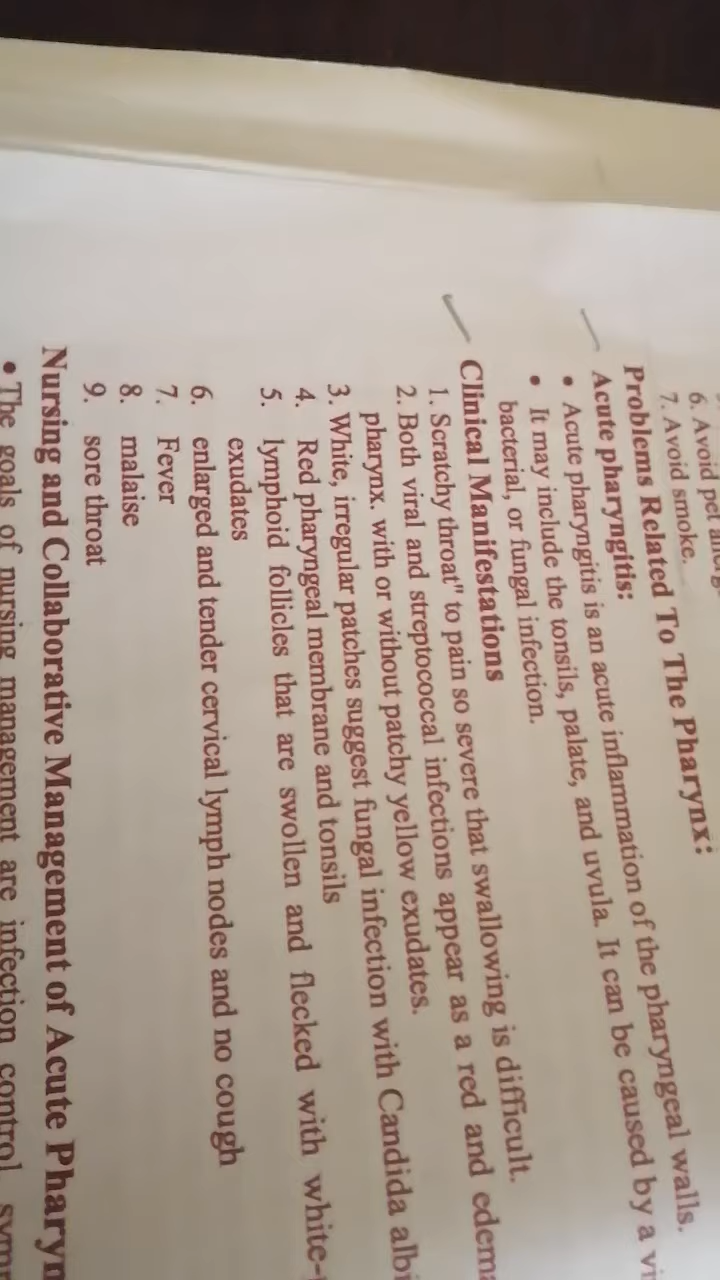 6. Avoid pet
7. Avoid smoke.
Problems Related To The Pharynx:
Acute pharyngitis:
• Acute pharyngitis is an acute inflammation of the pharyngeal walls.
• It may include the tonsils, palate, and uvula. It can be caused by a
bacterial, or fungal infection.
Clinical Manifestations
1. Scratchy throat" to pain so severe that swallowing is difficult.
2. Both viral and streptococcal infections appear as a red and
pharynx. with or without patchy yellow exudates.
3. White, irregular patches suggest fungal infection with Candida
4. Red pharyngeal membrane and tonsils
5. lymphoid follicles that are swollen and flecked with white-
exudates
6. enlarged and tender cervical lymph nodes and no cough
7. Fever
8. malaise
9. sore throat
Nursing and Collaborative Management of Acute
• The goals of nursing management are infection control